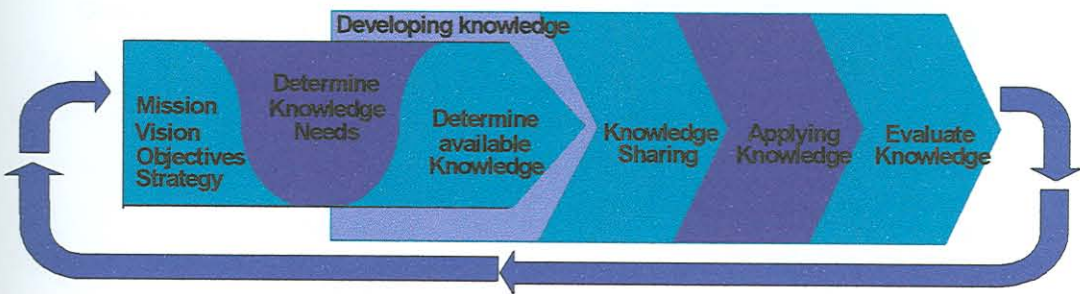 Developing knowledge
Mission
Vision
Objectives
Strategy
Determine
Knowledge
Needs
Determine
available
Knowledge
Knowledge
Sharing
Applying
Knowledge
Evaluate
Knowledge